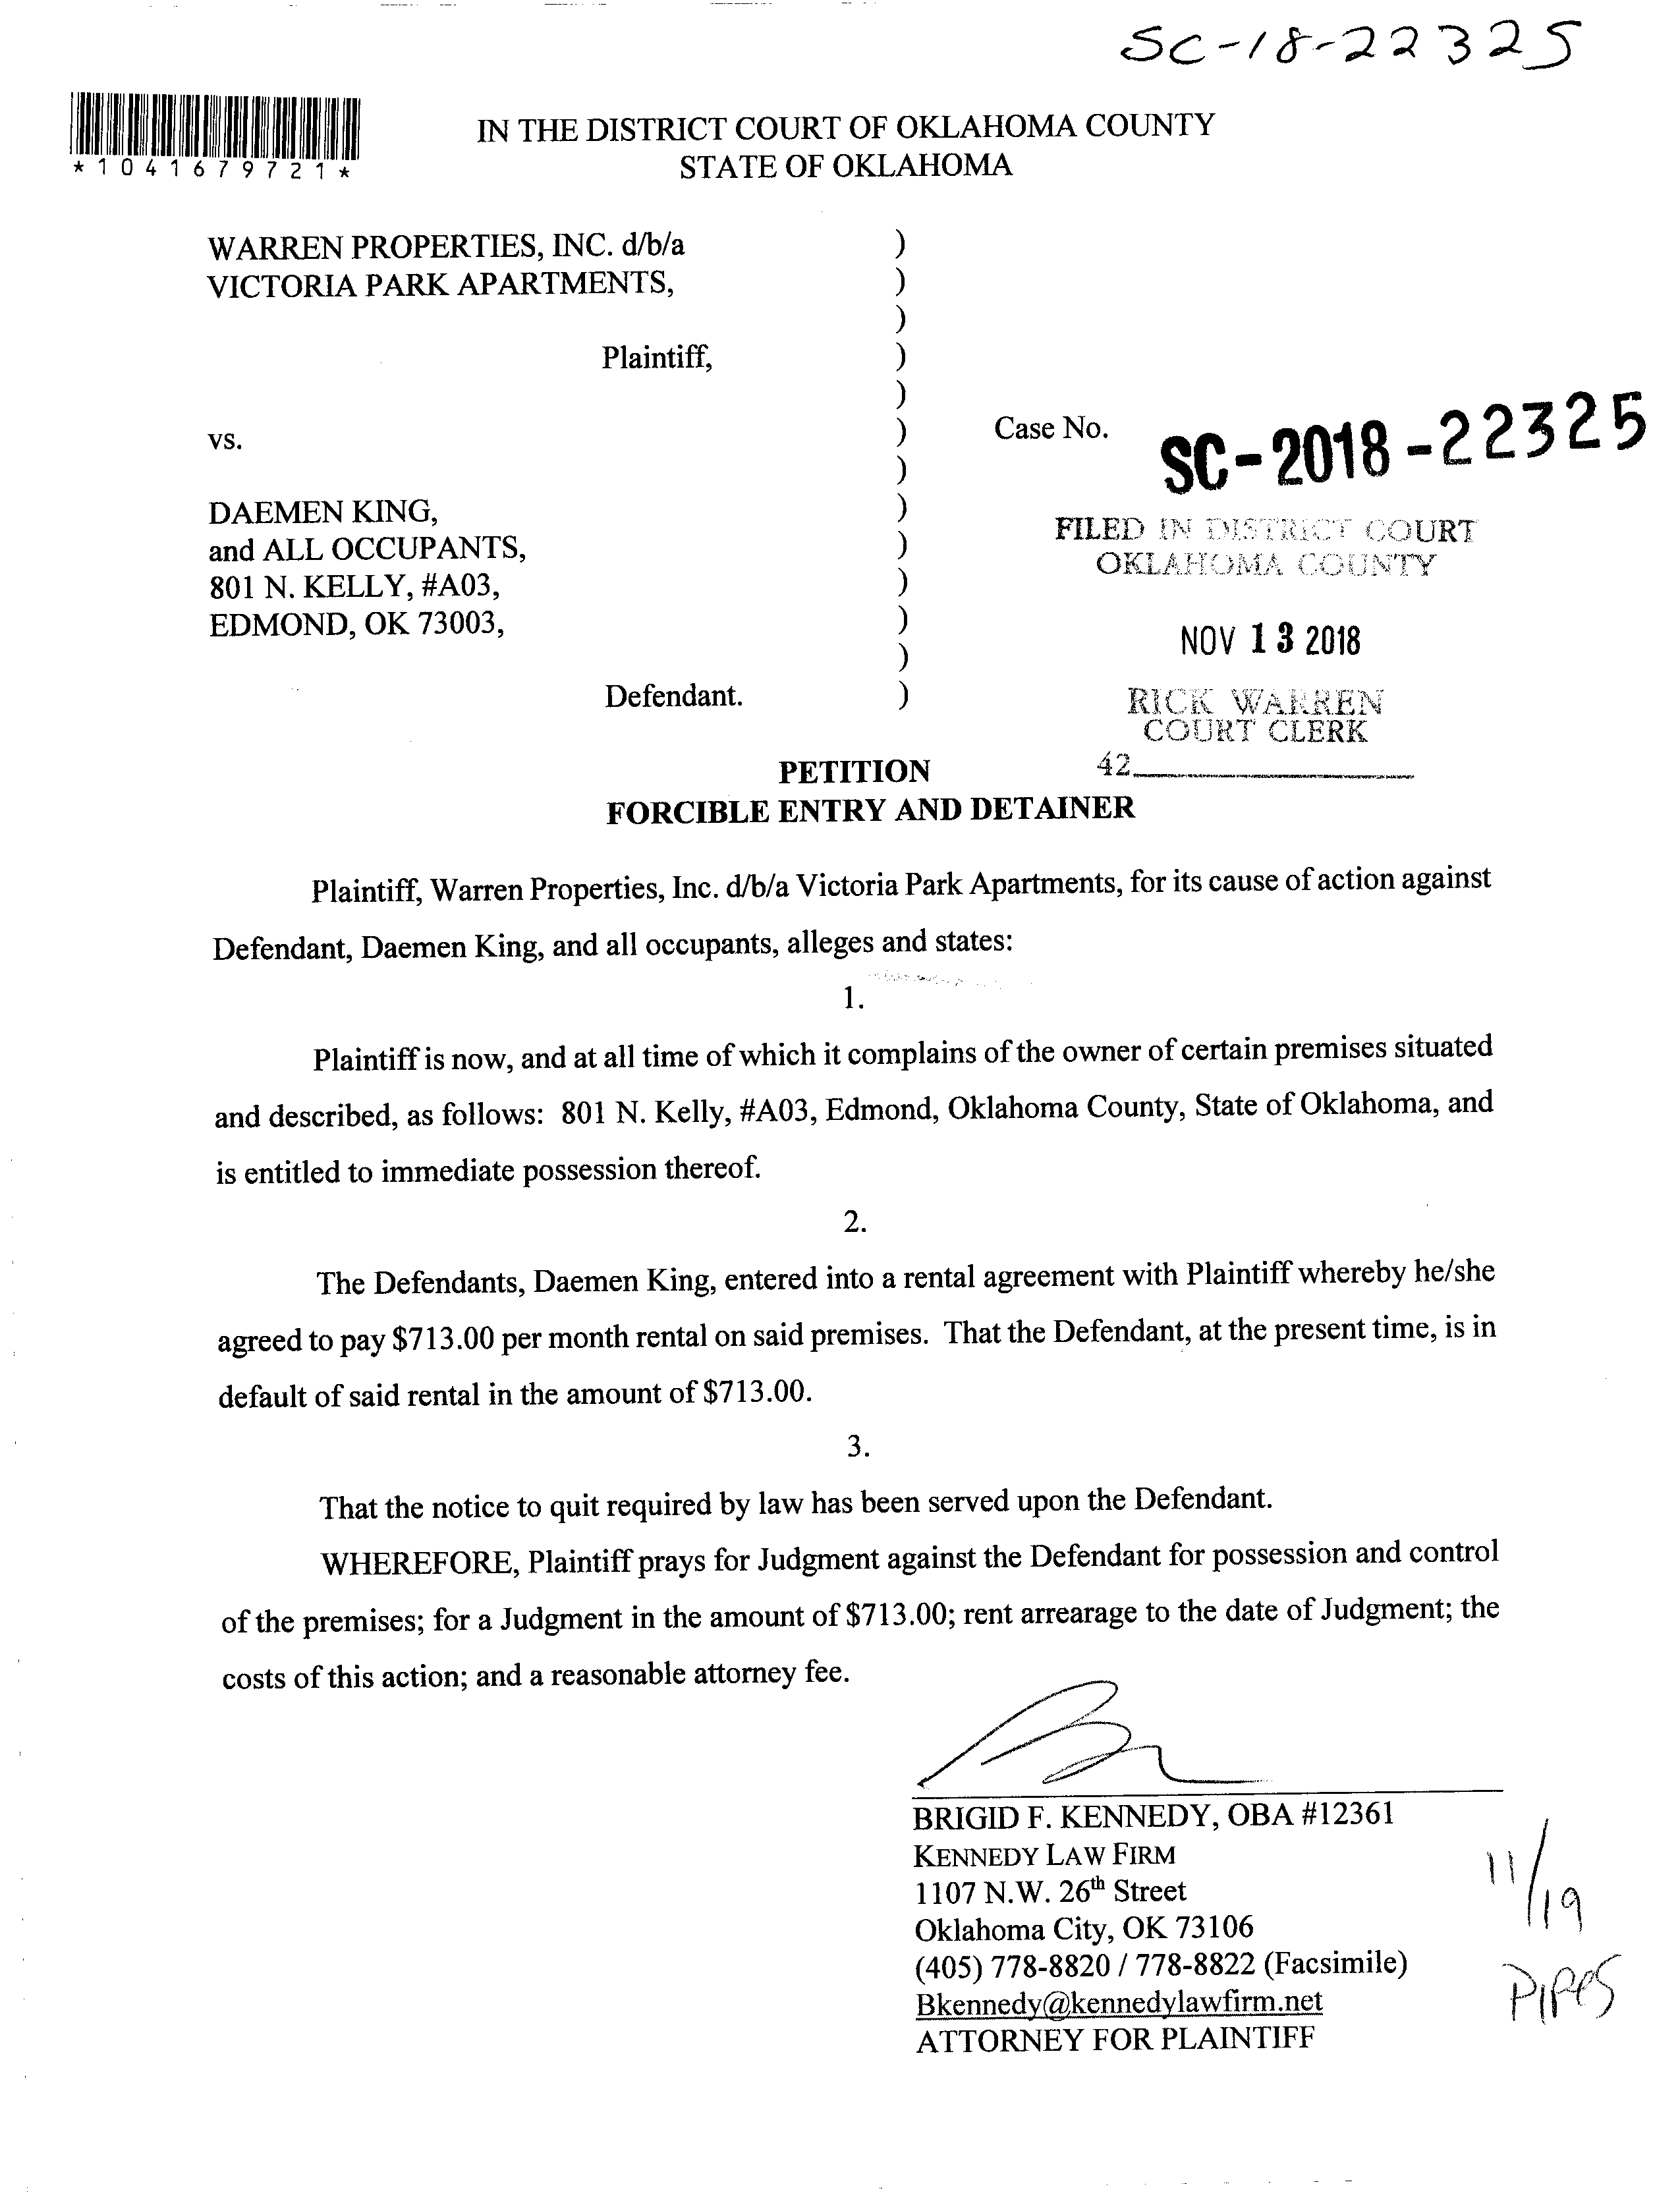 SC-18-22325
*1041679721*
IN THE DISTRICT COURT OF OKLAHOMA COUNTY
STATE OF OKLAHOMA
WARREN PROPERTIES, INC. d/b/a )
VICTORIA PARK APARTMENTS, )
)
Plaintiff, )
)
vs. ) Case No. SC-2018-22325
)
DAEMEN KING, )
and ALL OCCUPANTS, ) FILED IN DISTRICT COURT
801 N. KELLY, #A03, ) OKLAHOMA COUNTY
EDMOND, OK 73003, )
) NOV 13 2018
Defendant. ) RICK WARREN
COURT CLERK
42
PETITION
FORCIBLE ENTRY AND DETAINER
Plaintiff, Warren Properties, Inc. d/b/a Victoria Park Apartments, for its cause of action against
Defendant, Daemen King, and all occupants, alleges and states:
1.
Plaintiff is now, and at all time of which it complains of the owner of certain premises situated
and described, as follows: 801 N. Kelly, #A03, Edmond, Oklahoma County, State of Oklahoma, and
is entitled to immediate possession thereof.
2.
The Defendants, Daemen King, entered into a rental agreement with Plaintiff whereby he/she
agreed to pay $713.00 per month rental on said premises. That the Defendant, at the present time, is in
default of said rental in the amount of $713.00.
3.
That the notice to quit required by law has been served upon the Defendant.
WHEREFORE, Plaintiff prays for Judgment against the Defendant for possession and control
of the premises; for a Judgment in the amount of $713.00; rent arrearage to the date of Judgment; the
costs of this action; and a reasonable attorney fee.
BRIGID F. KENNEDY, OBA #12361
KENNEDY LAW FIRM
1107 N.W. 26th Street
Oklahoma City, OK 73106
(405) 778-8820 / 778-8822 (Facsimile)
Bkennedy@kennedylawfirm.net
ATTORNEY FOR PLAINTIFF
11/19
PIPES